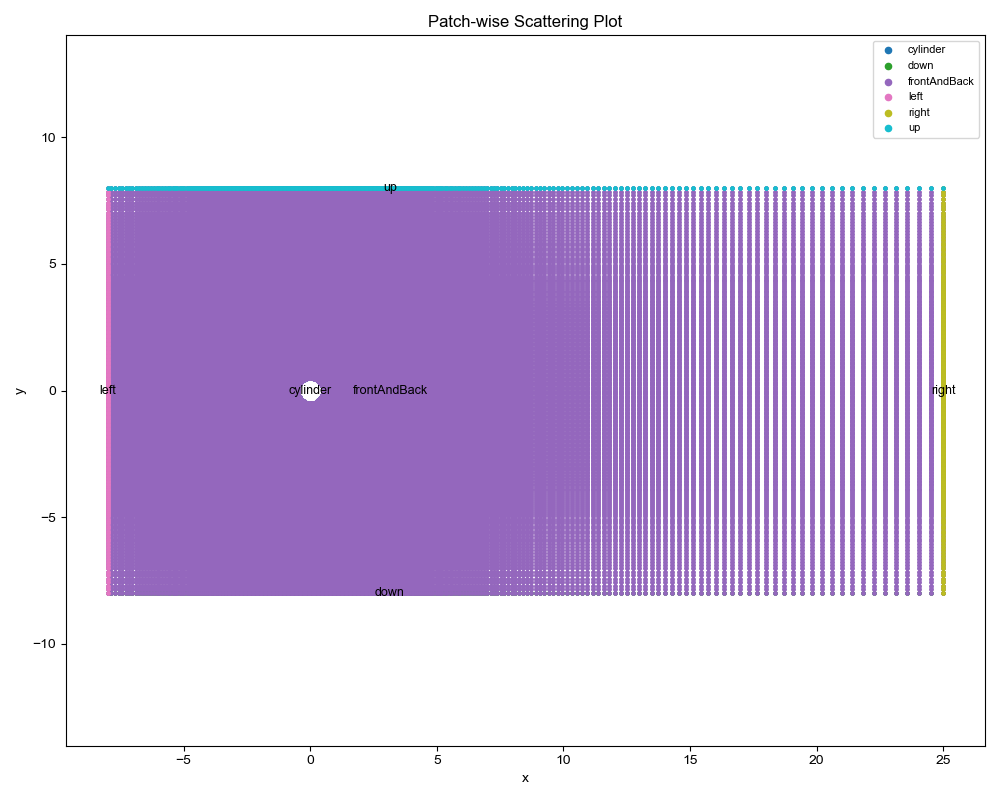 Patch-wise Scattering Plot
cylinder
down
frontAndBack
left
right
up
10
5
0
−5
−10
y
up
left
cylinder
frontAndBack
right
down
−5
0
5
10
15
20
25
x